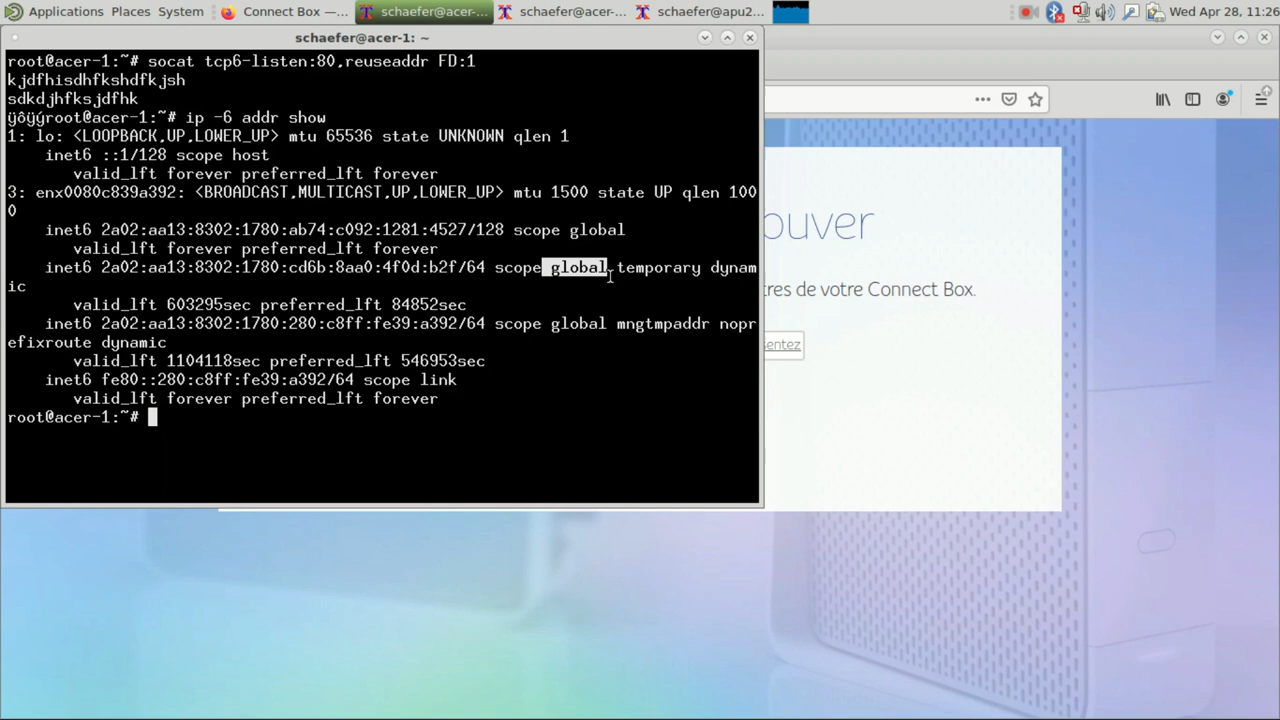 Applications Places System Connect Box —... schaefer@acer-... schaefer@acer-... schaefer@apu2... Wed Apr 28, 11:26
schaefer@acer-1: ~
root@acer-1:~# socat tcp6-listen:80,reuseaddr FD:1
kjdfhisdhfkshdfkjsh
sdkdjhfksjdfhk
ÿôÿýroot@acer-1:~# ip -6 addr show
1: lo: <LOOPBACK,UP,LOWER_UP> mtu 65536 state UNKNOWN qlen 1
inet6 ::1/128 scope host
valid_lft forever preferred_lft forever
3: enx0080c839a392: <BROADCAST,MULTICAST,UP,LOWER_UP> mtu 1500 state UP qlen 100
0
inet6 2a02:aa13:8302:1780:ab74:c092:1281:4527/128 scope global
valid_lft forever preferred_lft forever
inet6 2a02:aa13:8302:1780:cd6b:8aa0:4f0d:b2f/64 scope global temporary dynam
ic
valid_lft 603295sec preferred_lft 84852sec
inet6 2a02:aa13:8302:1780:280:c8ff:fe39:a392/64 scope global mngtmpaddr nopr
efixroute dynamic
valid_lft 1104118sec preferred_lft 546953sec
inet6 fe80::280:c8ff:fe39:a392/64 scope link
valid_lft forever preferred_lft forever
root@acer-1:~#
ouver
tres de votre Connect Box.
sentez